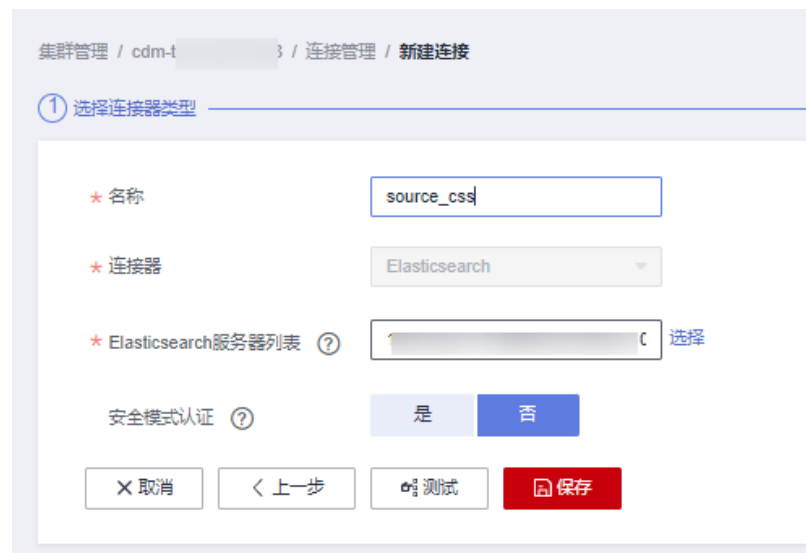 集群管理 / cdm-t 3 / 连接管理 / 新建连接
1 选择连接器类型
* 名称 source_css
* 连接器 Elasticsearch
* Elasticsearch服务器列表 ? 选择
安全模式认证 ? 是 否
取消 上一步 测试 保存